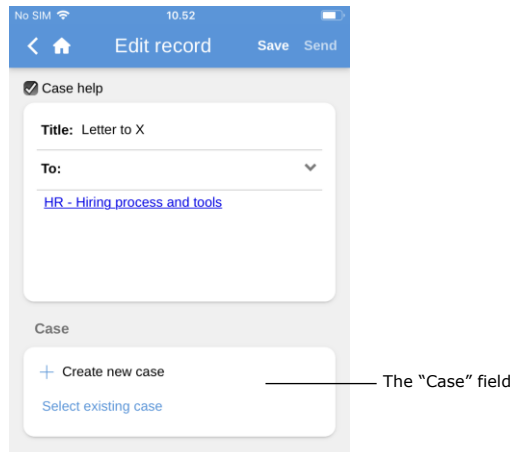 No SIM 10.52
Edit record Save Send
Case help
Title: Letter to X
To:
HR - Hiring process and tools
Case
Create new case
The “Case” field
Select existing case